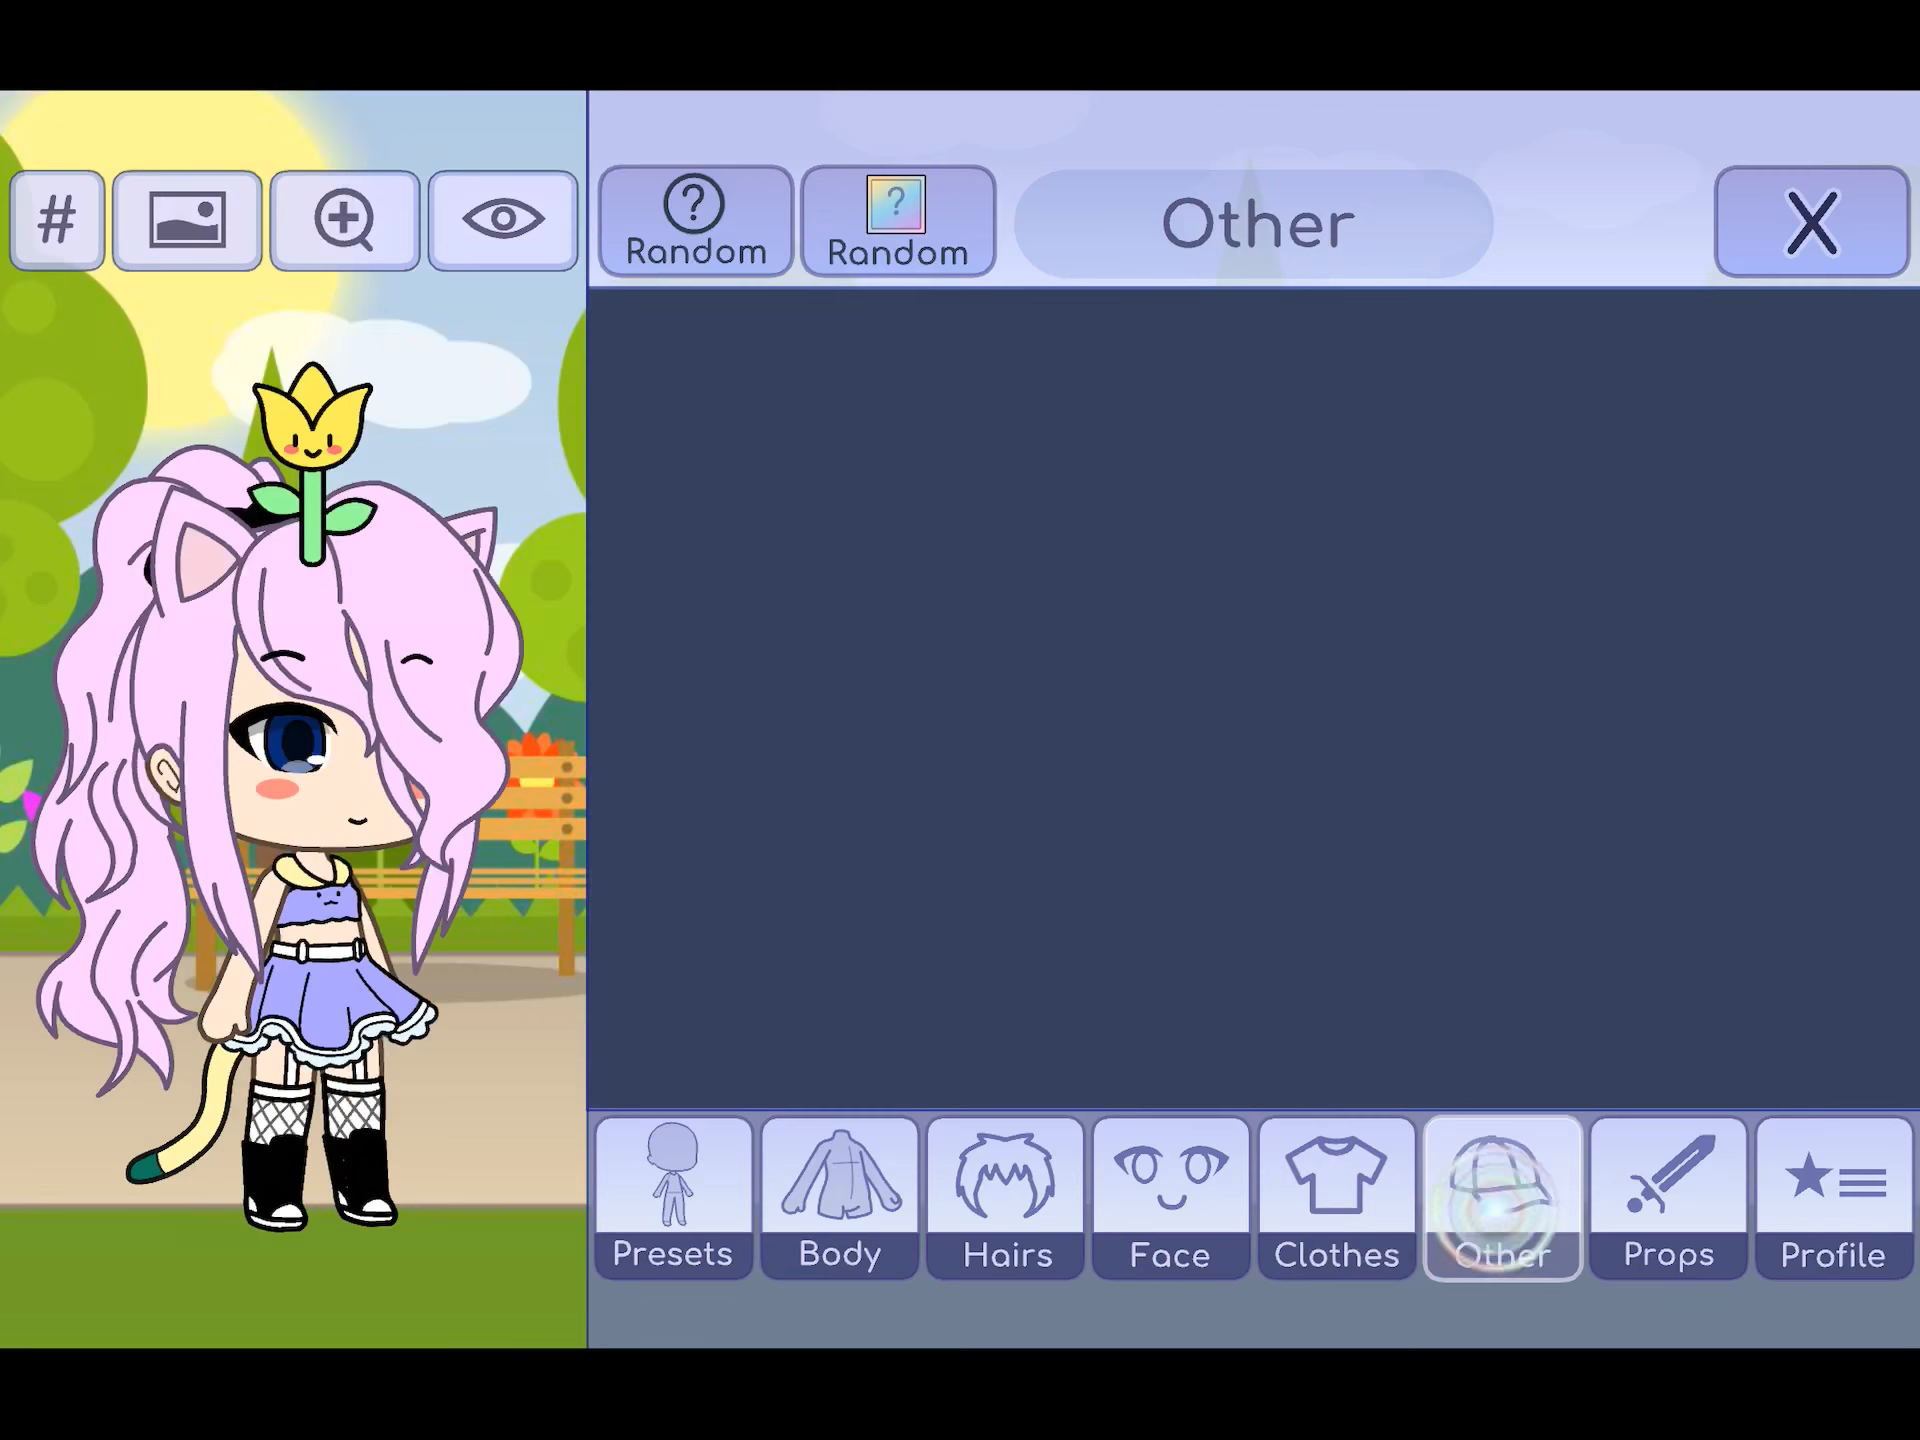 #
? Random
? Random
Other
X
Presets
Body
Hairs
Face
Clothes
Other
Props
Profile